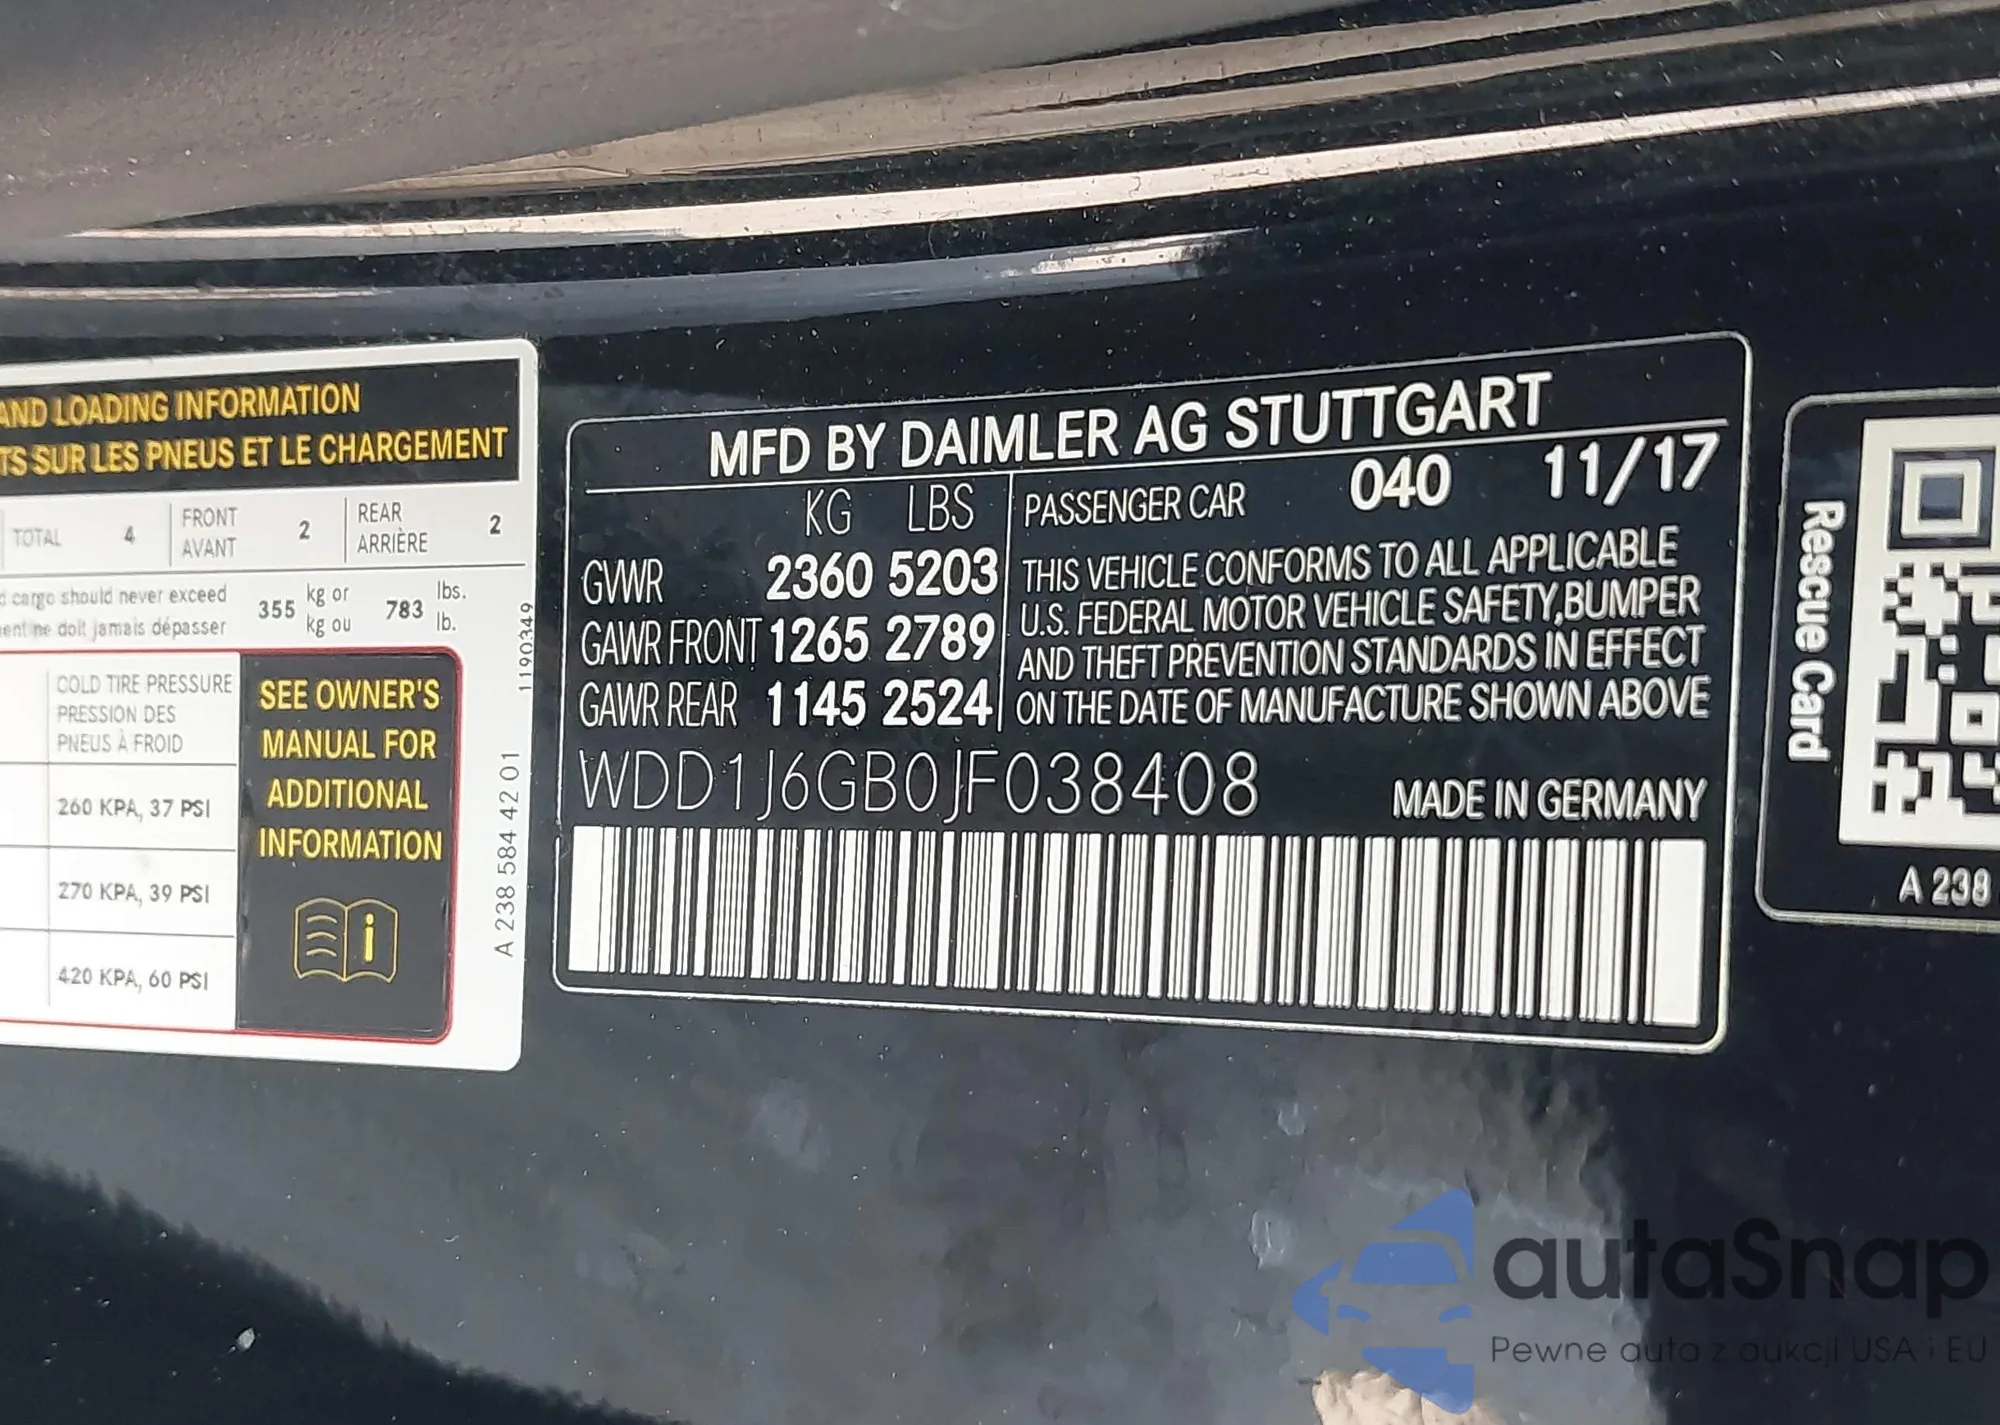 AND LOADING INFORMATION
TS SUR LES PNEUS ET LE CHARGEMENT
TOTAL 4 FRONT AVANT 2 REAR ARRIÈRE 2
cargo should never exceed 355 kg or 783 lbs.
ne doit jamais dépasser kg ou lb.
COLD TIRE PRESSURE
PRESSION DES
PNEUS À FROID
260 KPA, 37 PSI
270 KPA, 39 PSI
420 KPA, 60 PSI
SEE OWNER'S
MANUAL FOR
ADDITIONAL
INFORMATION
1190349
A 238 584 42 01
MFD BY DAIMLER AG STUTTGART
KG LBS
GVWR 2360 5203
GAWR FRONT 1265 2789
GAWR REAR 1145 2524
PASSENGER CAR 040 11/17
THIS VEHICLE CONFORMS TO ALL APPLICABLE
U.S. FEDERAL MOTOR VEHICLE SAFETY,BUMPER
AND THEFT PREVENTION STANDARDS IN EFFECT
ON THE DATE OF MANUFACTURE SHOWN ABOVE
WDD1J6GB0JF038408
MADE IN GERMANY
Rescue Card
A 238
autaSnap
Pewne auta z aukcji USA i EU